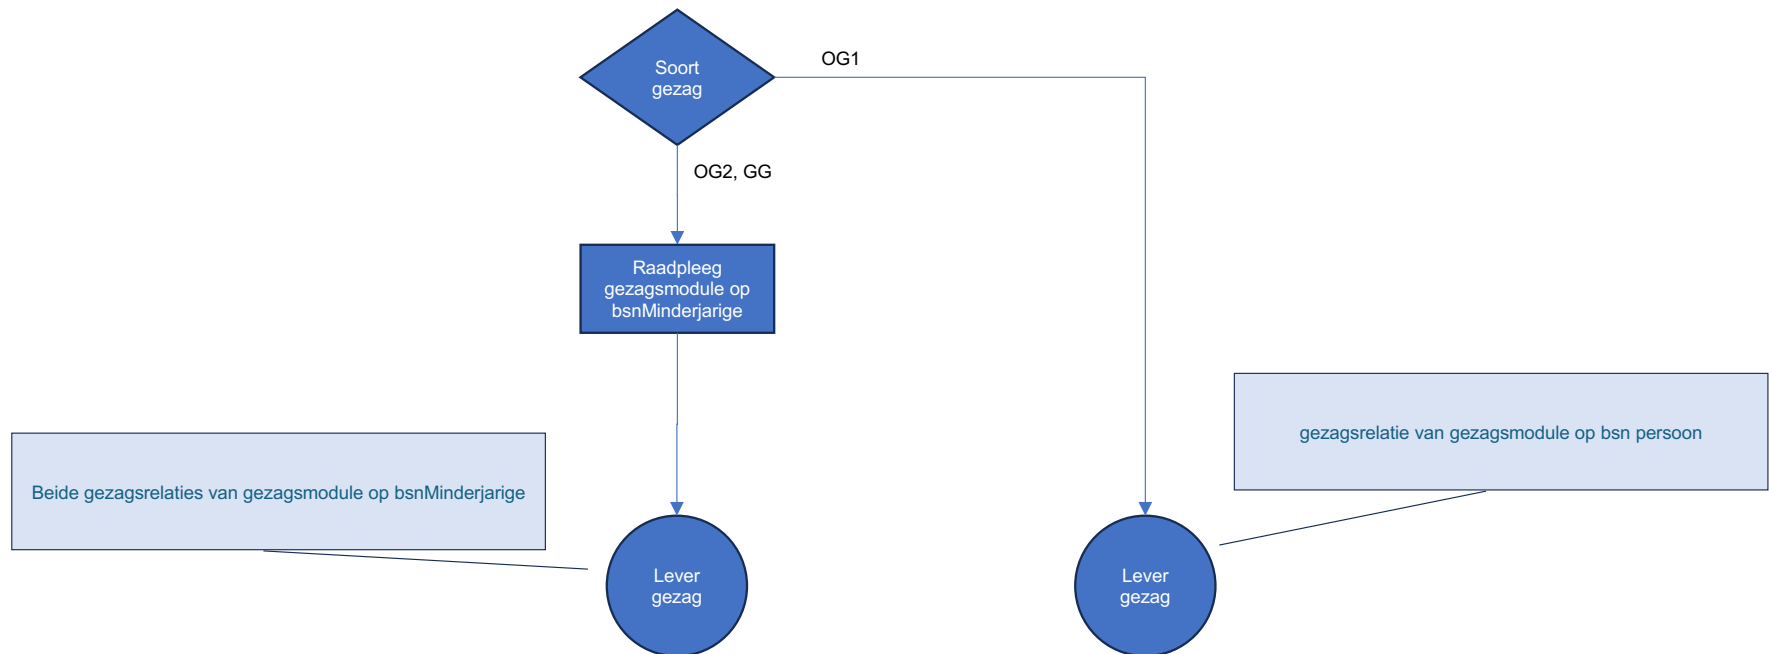 Soort
gezag
OG1
OG2, GG
Raadpleeg
gezagsmodule op
bsnMinderjarige
gezagsrelatie van gezagsmodule op bsn persoon
Beide gezagsrelaties van gezagsmodule op bsnMinderjarige
Lever
gezag
Lever
gezag